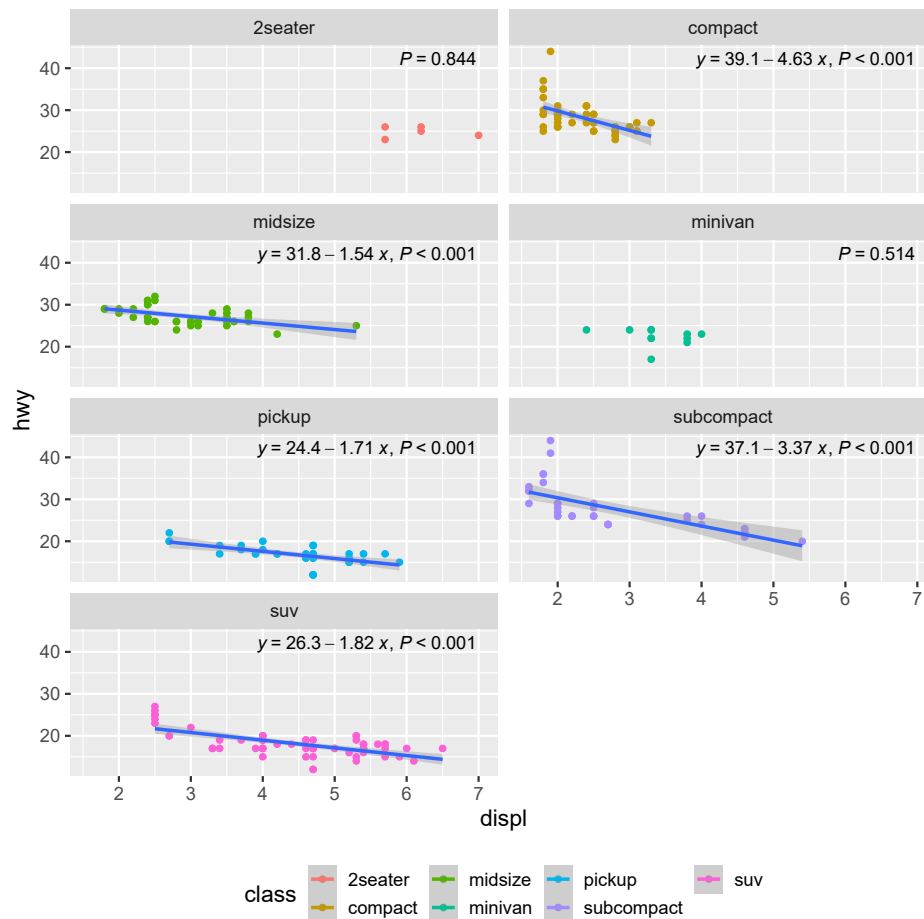 2seater
compact
P = 0.844
y = 39.1 − 4.63 x, P < 0.001
40
30
20
midsize
minivan
y = 31.8 − 1.54 x, P < 0.001
P = 0.514
40
30
20
hwy
pickup
subcompact
y = 24.4 − 1.71 x, P < 0.001
y = 37.1 − 3.37 x, P < 0.001
40
30
20
2 3 4 5 6 7
suv
y = 26.3 − 1.82 x, P < 0.001
40
30
20
2 3 4 5 6 7
displ
class
2seater midsize pickup suv
compact minivan subcompact